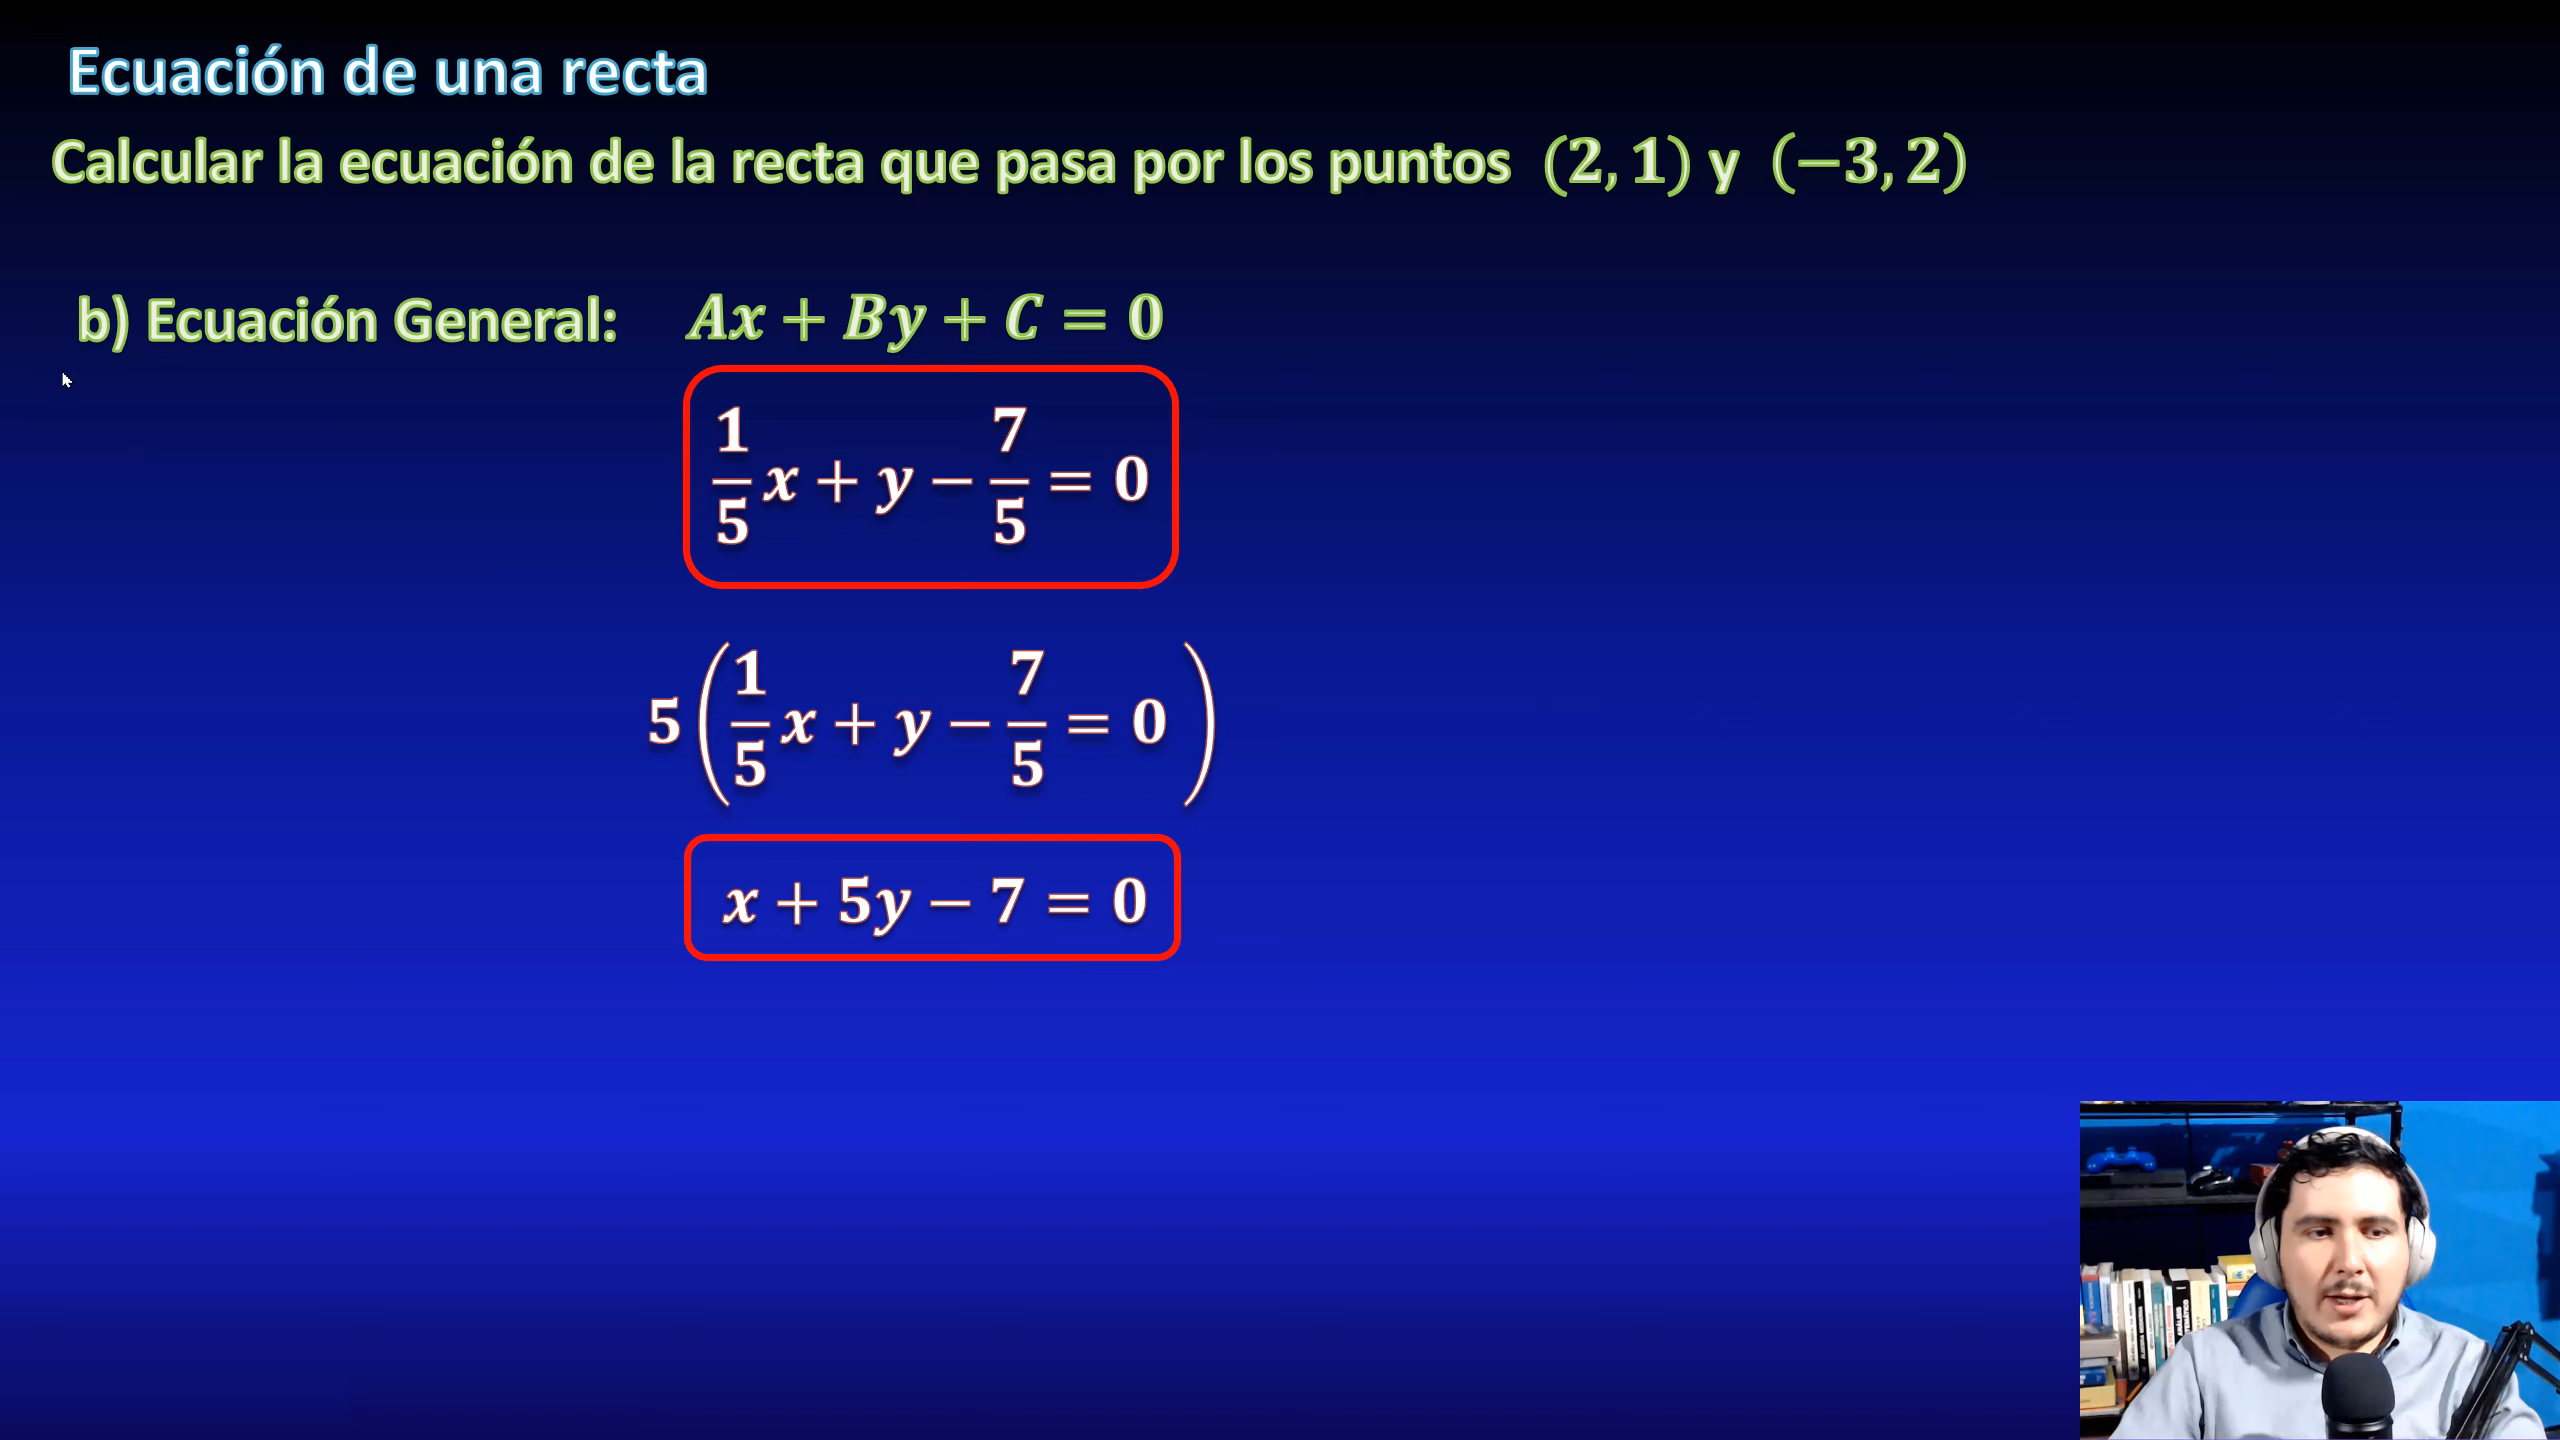 Ecuación de una recta
Calcular la ecuación de la recta que pasa por los puntos (2, 1) y (−3, 2)
b) Ecuación General: Ax + By + C = 0
1/5 x + y − 7/5 = 0
5(1/5 x + y − 7/5 = 0)
x + 5y − 7 = 0